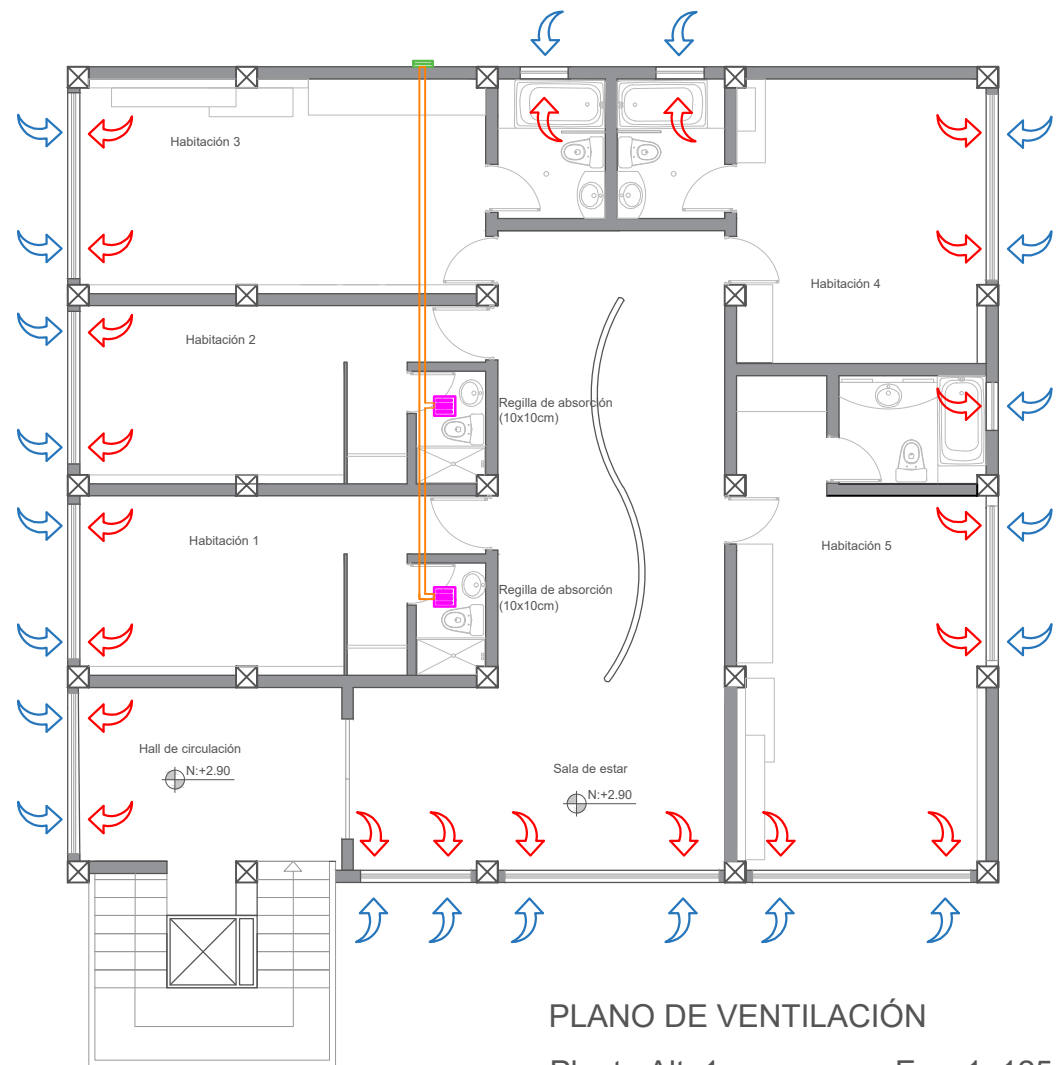 Habitación 3
Habitación 4
Habitación 2
Regilla de absorción
(10x10cm)
Habitación 1
Habitación 5
Regilla de absorción
(10x10cm)
Hall de circulación
N:+2.90
Sala de estar
N:+2.90
PLANO DE VENTILACIÓN